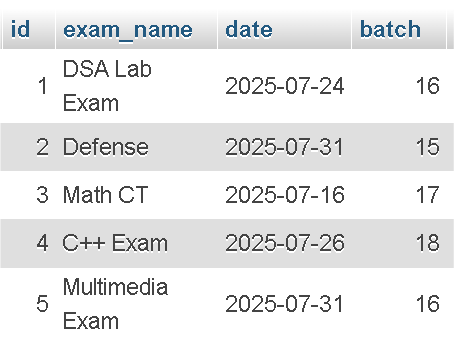 id exam_name date batch
1 DSA Lab Exam 2025-07-24 16
2 Defense 2025-07-31 15
3 Math CT 2025-07-16 17
4 C++ Exam 2025-07-26 18
5 Multimedia Exam 2025-07-31 16